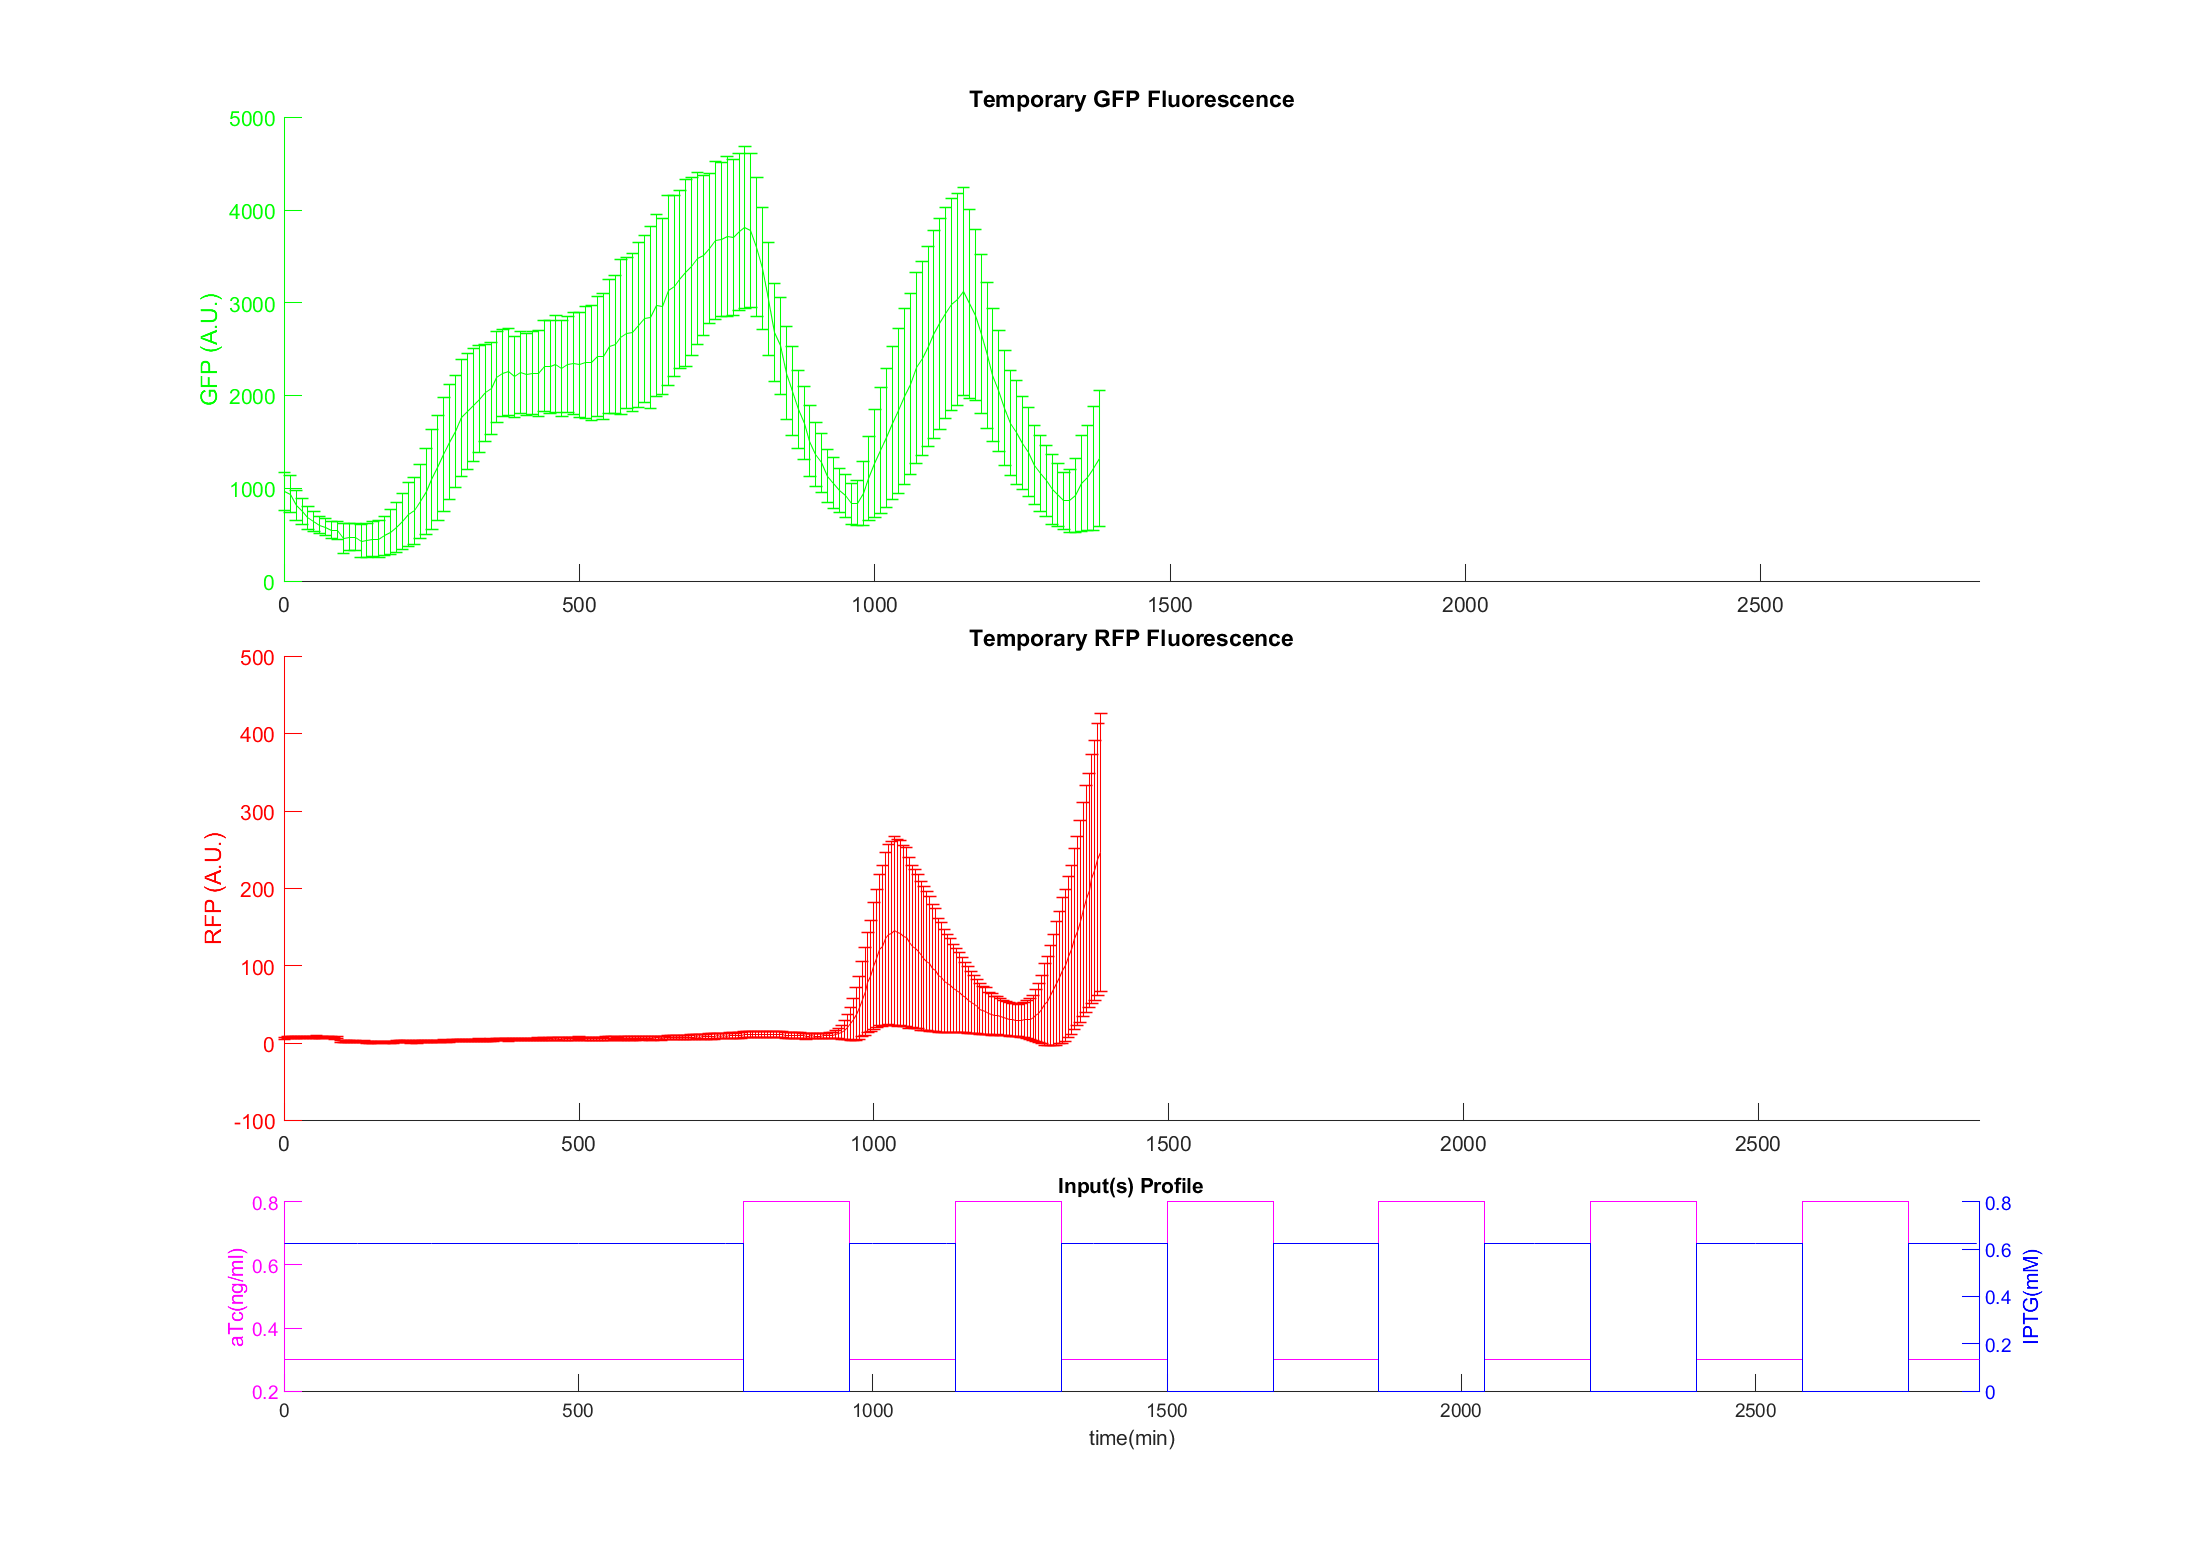 Temporary GFP Fluorescence
5000
4000
3000
2000
1000
0
GFP (A.U.)
0 500 1000 1500 2000 2500
Temporary RFP Fluorescence
500
400
300
200
100
0
-100
RFP (A.U.)
0 500 1000 1500 2000 2500
Input(s) Profile
0.8
0.6
0.4
0.2
aTc(ng/ml)
0.8
0.6
0.4
0.2
0
IPTG(mM)
0 500 1000 1500 2000 2500
time(min)